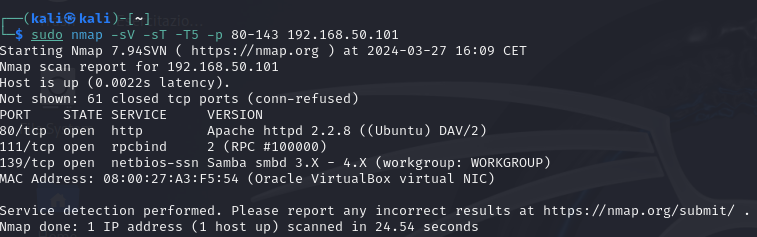 (kali㉿kali)-[~]
$ sudo nmap -sV -sT -T5 -p 80-143 192.168.50.101
Starting Nmap 7.94SVN ( https://nmap.org ) at 2024-03-27 16:09 CET
Nmap scan report for 192.168.50.101
Host is up (0.0022s latency).
Not shown: 61 closed tcp ports (conn-refused)
PORT    STATE SERVICE     VERSION
80/tcp  open  http        Apache httpd 2.2.8 ((Ubuntu) DAV/2)
111/tcp open  rpcbind     2 (RPC #100000)
139/tcp open  netbios-ssn Samba smbd 3.X - 4.X (workgroup: WORKGROUP)
MAC Address: 08:00:27:A3:F5:54 (Oracle VirtualBox virtual NIC)

Service detection performed. Please report any incorrect results at https://nmap.org/submit/ .
Nmap done: 1 IP address (1 host up) scanned in 24.54 seconds